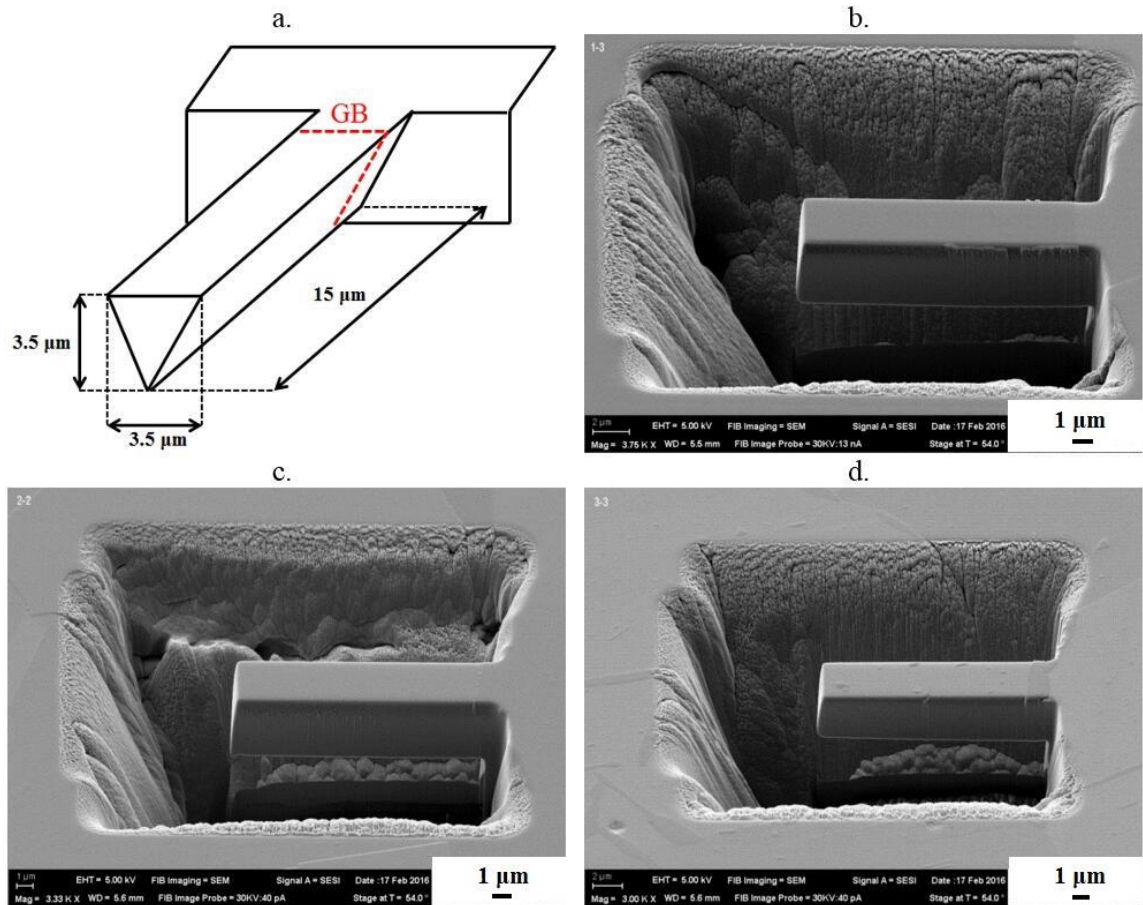 a.
GB
15 μm
3.5 μm
3.5 μm
b.
1-3
2 μm
EHT = 5.00 kV FIB Imaging = SEM Signal A = SESI Date :17 Feb 2016
Mag = 3.75 K X WD = 5.5 mm FIB Image Probe = 30KV:13 nA Stage at T = 54.0 °
1 μm
c.
2-2
1 μm
EHT = 5.00 kV FIB Imaging = SEM Signal A = SESI Date :17 Feb 2016
Mag = 3.33 K X WD = 5.6 mm FIB Image Probe = 30KV:40 pA Stage at T = 54.0 °
1 μm
d.
3-3
2 μm
EHT = 5.00 kV FIB Imaging = SEM Signal A = SESI Date :17 Feb 2016
Mag = 3.00 K X WD = 5.6 mm FIB Image Probe = 30KV:40 pA Stage at T = 54.0 °
1 μm